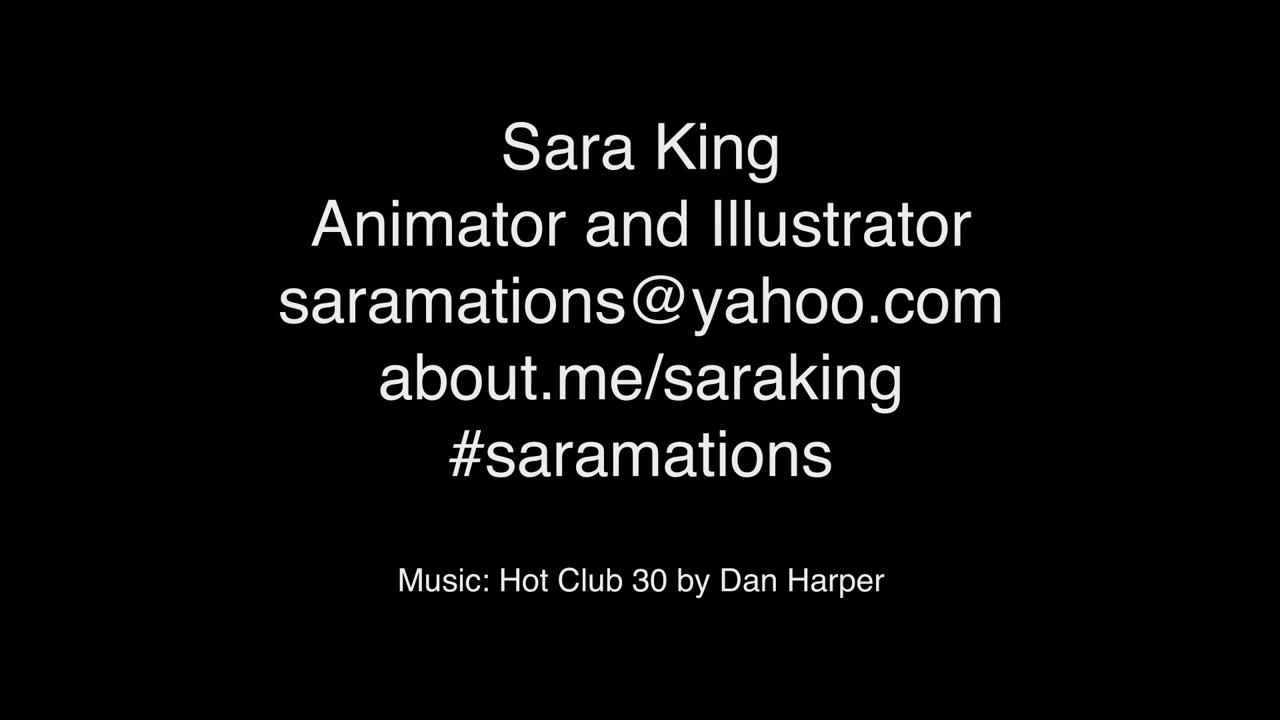 Sara King
Animator and Illustrator
saramations@yahoo.com
about.me/saraking
#saramations
Music: Hot Club 30 by Dan Harper